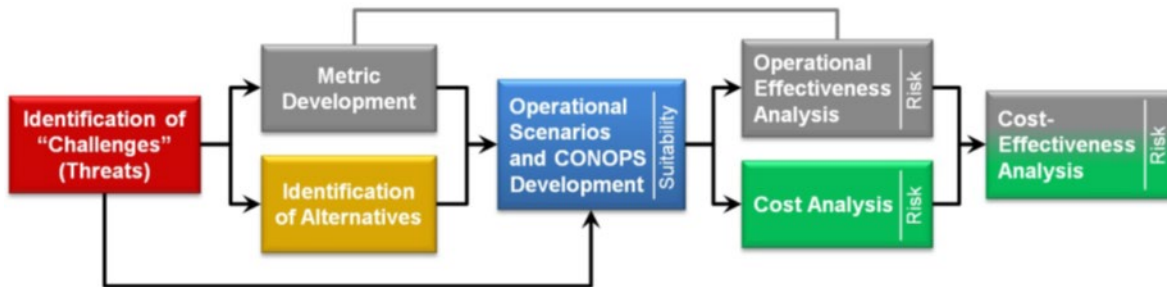 Identification of
“Challenges”
(Threats)
Metric
Development
Identification
of Alternatives
Operational
Scenarios
and CONOPS
Development
Suitability
Operational
Effectiveness
Analysis
Risk
Cost Analysis
Risk
Cost-
Effectiveness
Analysis
Risk